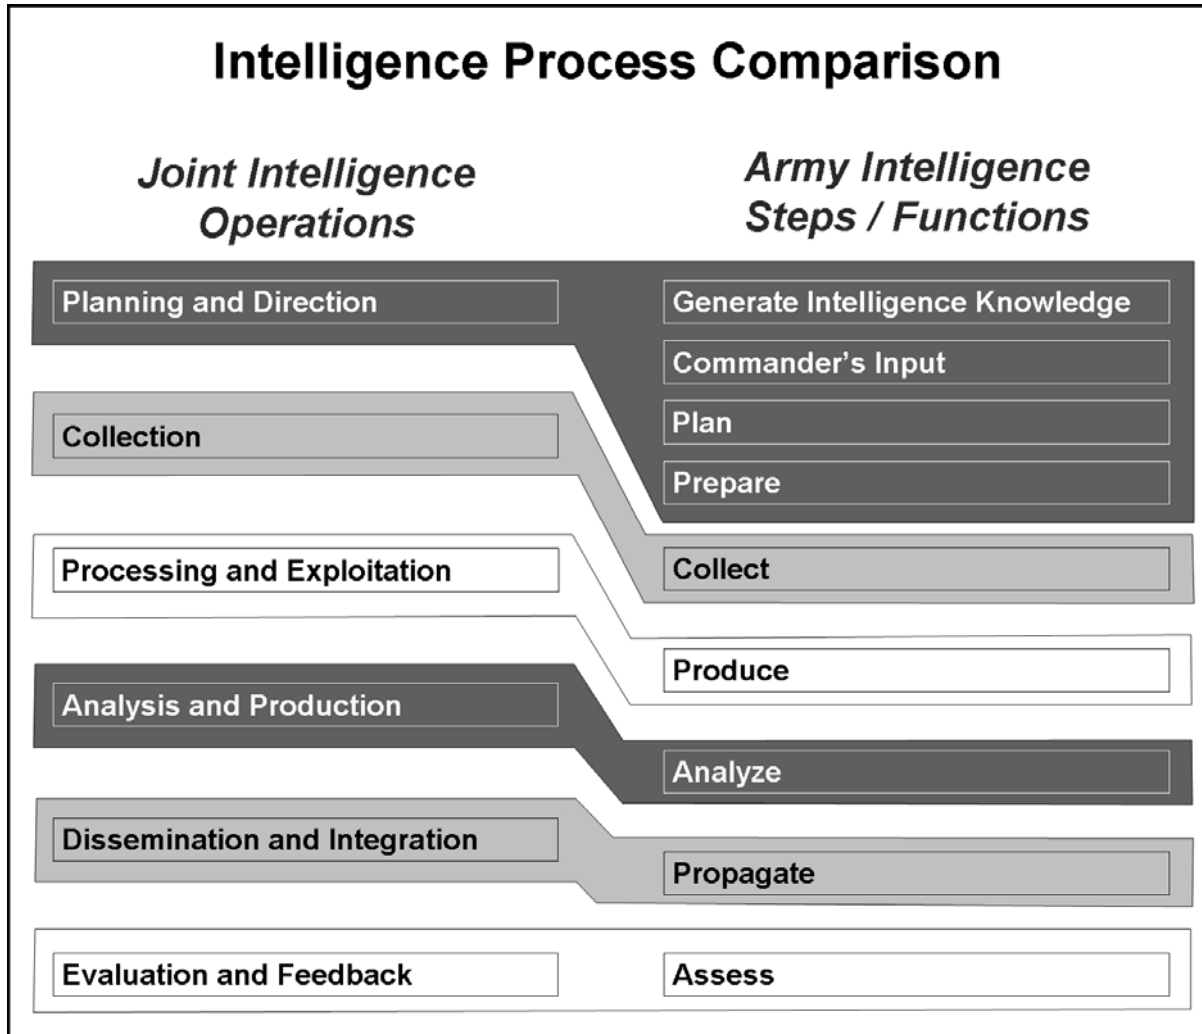 Intelligence Process Comparison
Joint Intelligence
Operations
Army Intelligence
Steps / Functions
Planning and Direction
Generate Intelligence Knowledge
Commander’s Input
Plan
Prepare
Collection
Collect
Processing and Exploitation
Produce
Analysis and Production
Analyze
Dissemination and Integration
Propagate
Evaluation and Feedback
Assess